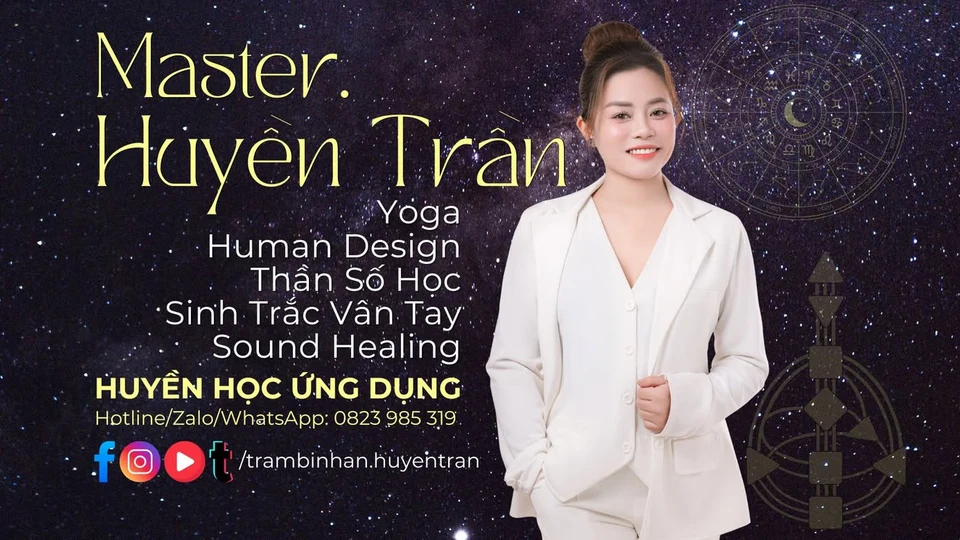 Master.
Huyền Trần
Yoga
Human Design
Thần Số Học
Sinh Trắc Vân Tay
Sound Healing
HUYỀN HỌC ỨNG DỤNG
Hotline/Zalo/WhatsApp: 0823 985 319
/trambinhan.huyentran